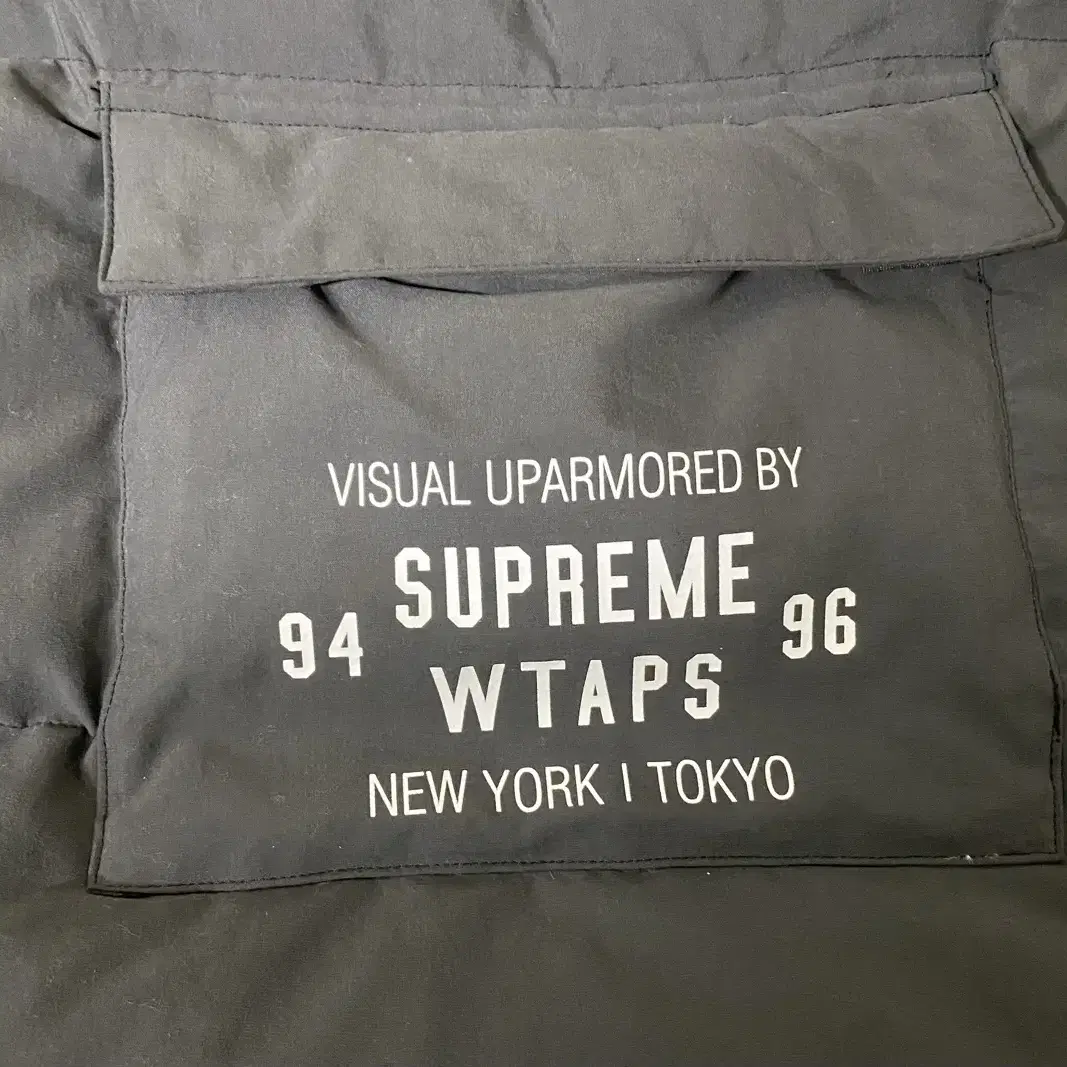 VISUAL UPARMORED BY
94 SUPREME 96
WTAPS
NEW YORK | TOKYO